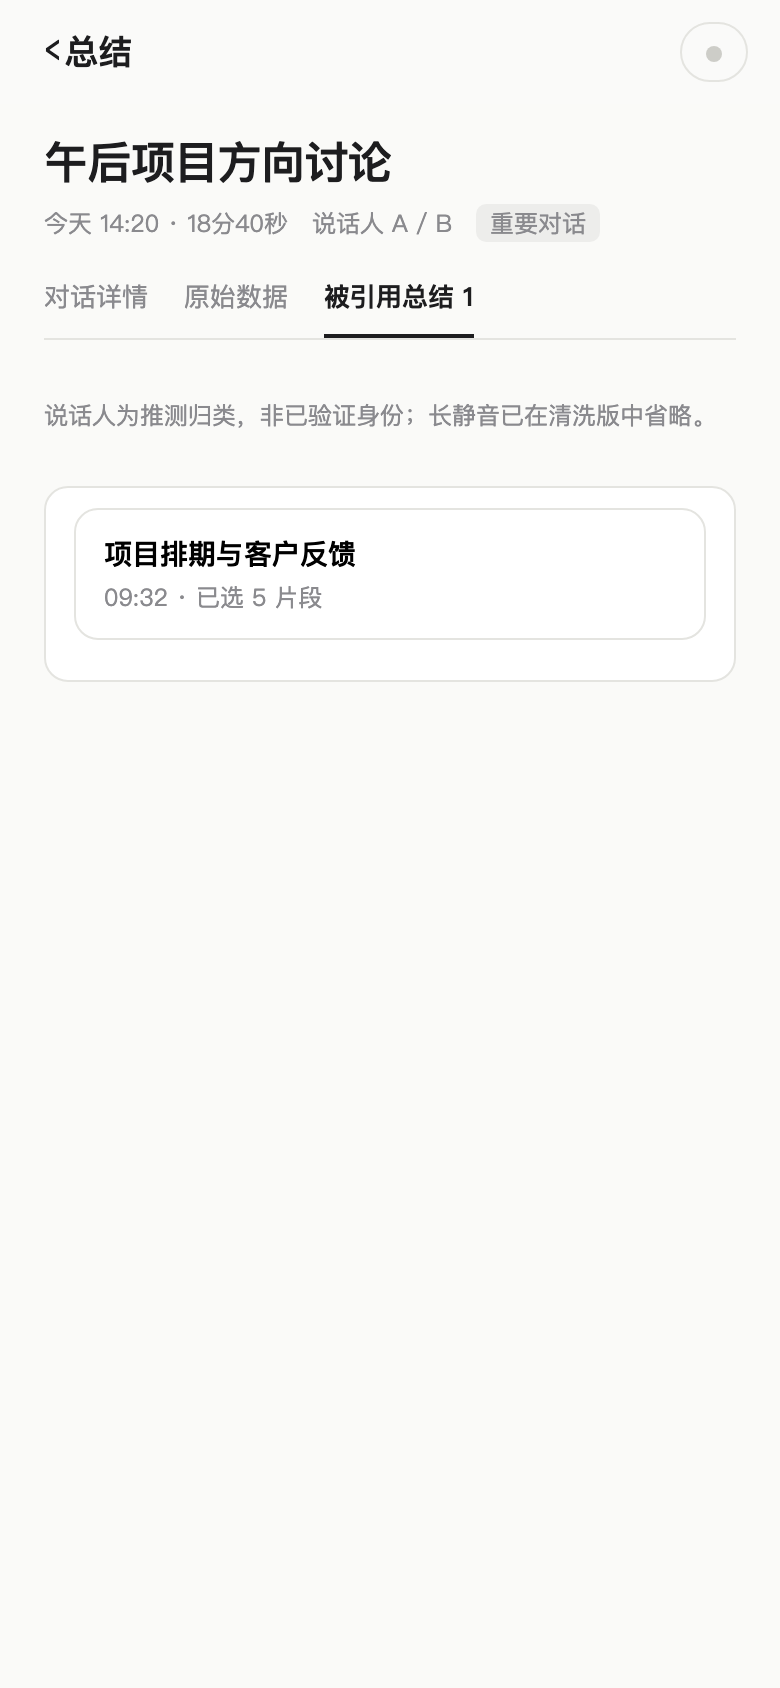 <总结
午后项目方向讨论
今天 14:20 · 18分40秒 说话人 A / B 重要对话
对话详情 原始数据 被引用总结 1
说话人为推测归类，非已验证身份；长静音已在清洗版中省略。
项目排期与客户反馈
09:32 · 已选 5 片段